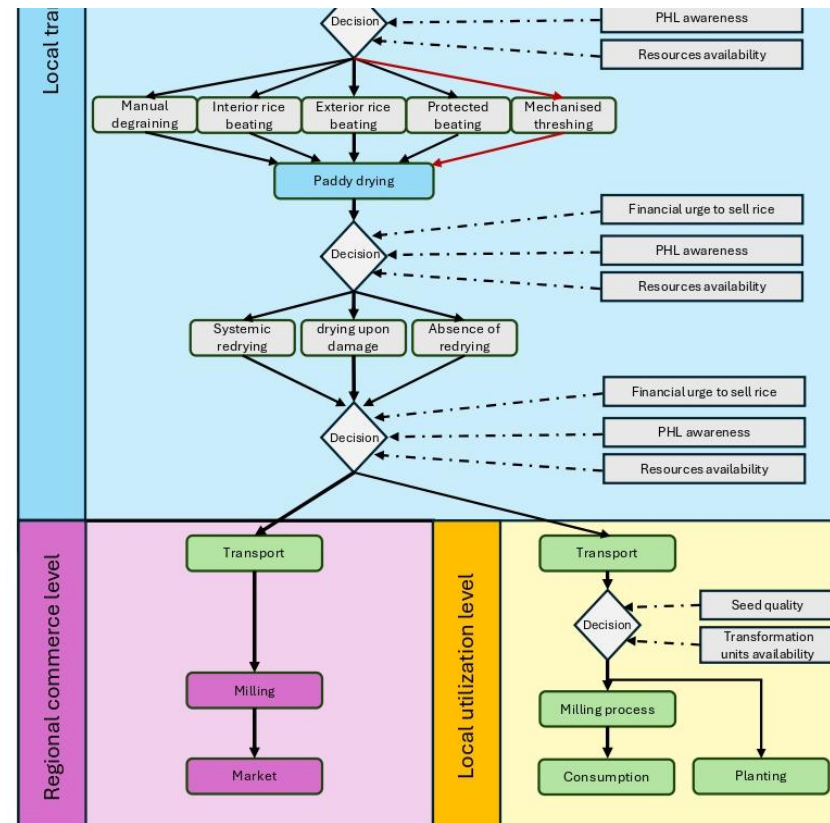 Local tra
Decision
PHL awareness
Resources availability
Manual
degraining
Interior rice
beating
Exterior rice
beating
Protected
beating
Mechanised
threshing
Paddy drying
Decision
Financial urge to sell rice
PHL awareness
Resources availability
Systemic
redrying
drying upon
damage
Absence of
redrying
Decision
Financial urge to sell rice
PHL awareness
Resources availability
Regional commerce level
Transport
Milling
Market
Local utilization level
Transport
Decision
Seed quality
Transformation
units availability
Milling process
Consumption
Planting